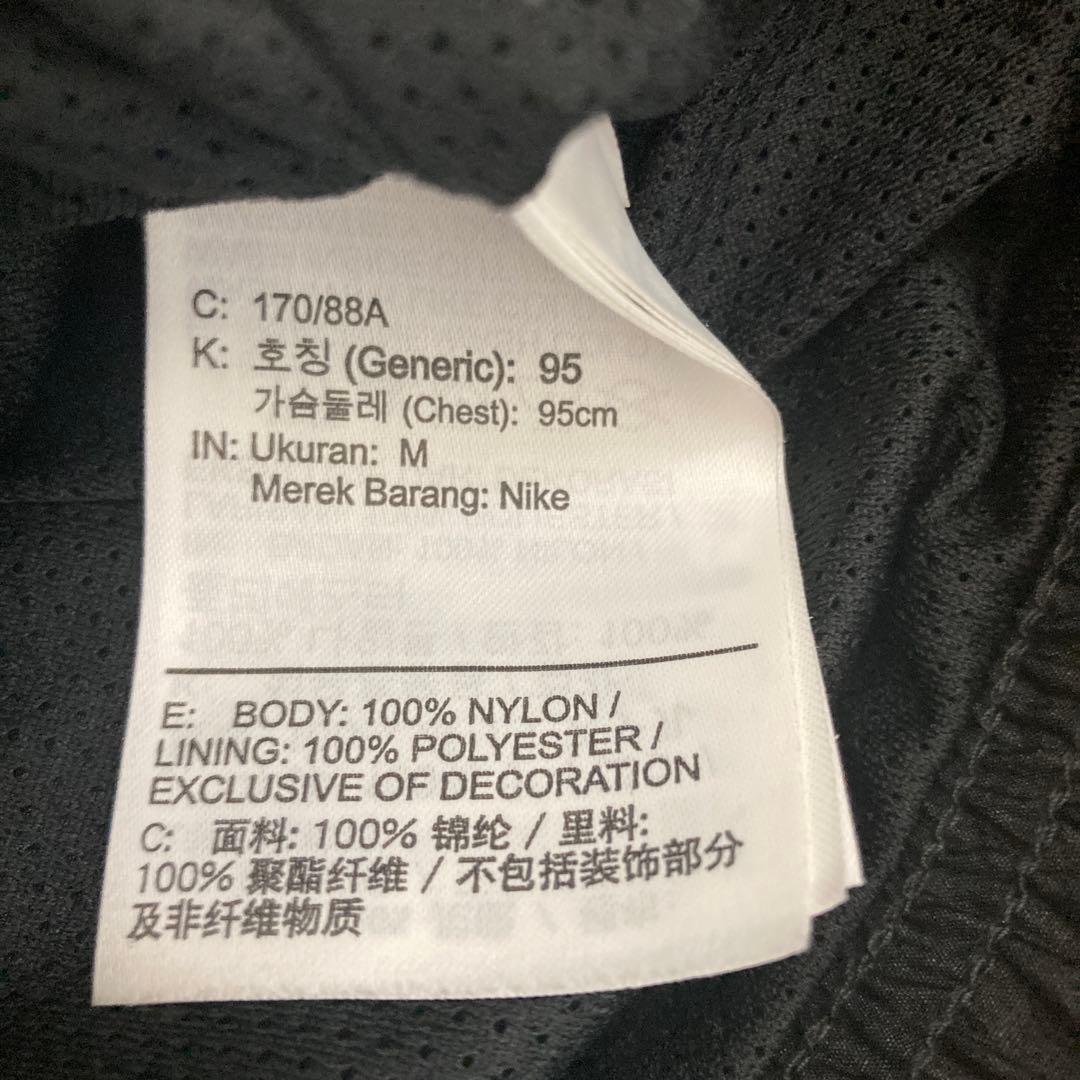 C: 170/88A
K: 호칭 (Generic): 95
가슴둘레 (Chest): 95cm
IN: Ukuran: M
Merek Barang: Nike
E: BODY: 100% NYLON /
LINING: 100% POLYESTER /
EXCLUSIVE OF DECORATION
C: 面料: 100% 锦纶 / 里料:
100% 聚酯纤维 / 不包括装饰部分
及非纤维物质